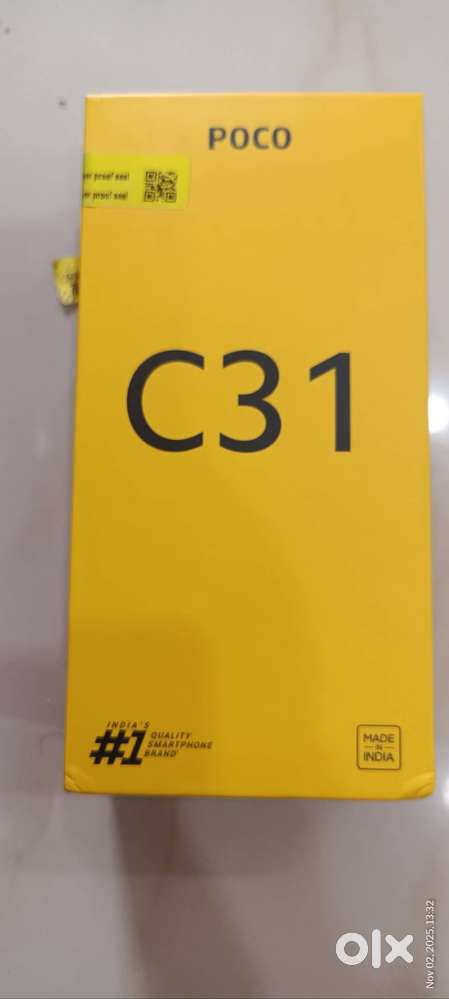 POCO
er proof seal
er proof seal
C31
INDIA'S
#1 QUALITY
SMARTPHONE
BRAND
MADE
IN
INDIA
Nov 02, 2025, 13:32
olx